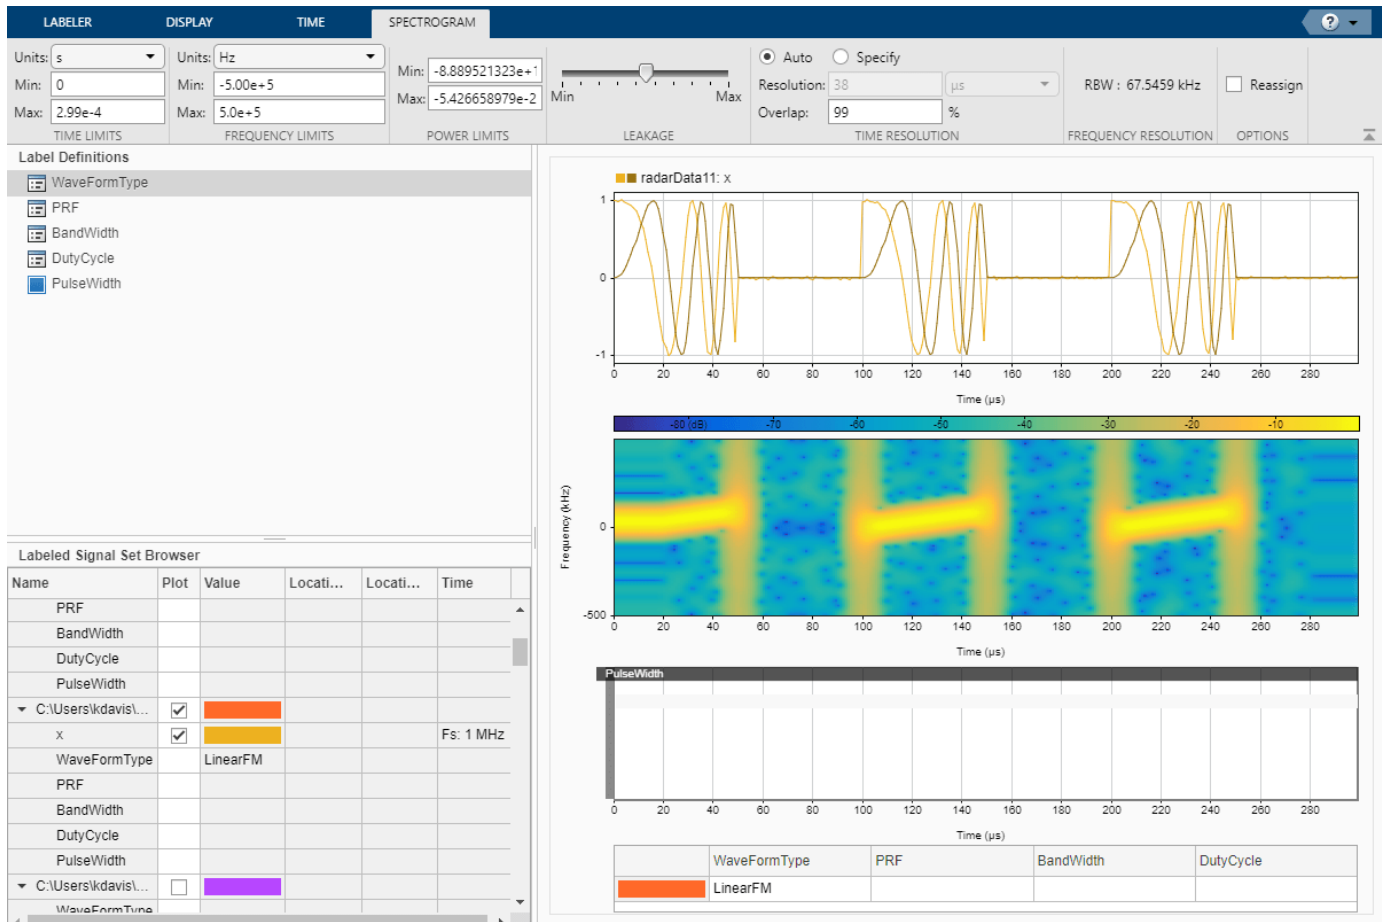 LABELER DISPLAY TIME SPECTROGRAM ?
Units: s Units: Hz Min: -8.889521323e+1 Auto Specify
Min: 0 Min: -5.00e+5 Max: -5.426658979e-2 Min Max Resolution: 38 µs RBW : 67.5459 kHz Reassign
Max: 2.99e-4 Max: 5.0e+5 Overlap: 99 %
TIME LIMITS FREQUENCY LIMITS POWER LIMITS LEAKAGE TIME RESOLUTION FREQUENCY RESOLUTION OPTIONS
Label Definitions
WaveFormType
PRF
BandWidth
DutyCycle
PulseWidth
Labeled Signal Set Browser
Name Plot Value Locati... Locati... Time
PRF
BandWidth
DutyCycle
PulseWidth
C:\Users\kdavis\...
x Fs: 1 MHz
WaveFormType LinearFM
PRF
BandWidth
DutyCycle
PulseWidth
C:\Users\kdavis\...
WaveFormType
radarData11: x
1
0
-1
0 20 40 60 80 100 120 140 160 180 200 220 240 260 280
Time (µs)
-80 (dB) -70 -60 -50 -40 -30 -20 -10
Frequency (kHz)
0
-500
0 20 40 60 80 100 120 140 160 180 200 220 240 260 280
Time (µs)
PulseWidth
0 20 40 60 80 100 120 140 160 180 200 220 240 260 280
Time (µs)
WaveFormType PRF BandWidth DutyCycle
LinearFM